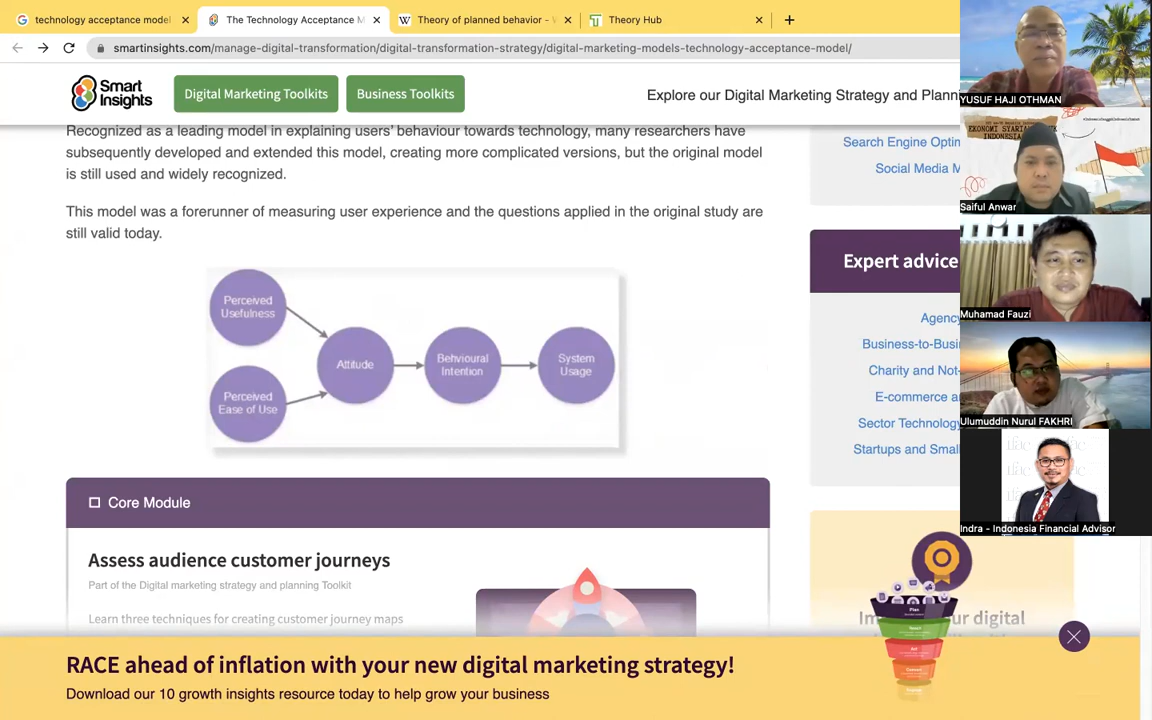 technology acceptance model
The Technology Acceptance M
Theory of planned behavior -
Theory Hub
smartinsights.com/manage-digital-transformation/digital-transformation-strategy/digital-marketing-models-technology-acceptance-model/
Smart
Insights
Digital Marketing Toolkits
Business Toolkits
Explore our Digital Marketing Strategy and Plann
Recognized as a leading model in explaining users' behaviour towards technology, many researchers have
subsequently developed and extended this model, creating more complicated versions, but the original model
is still used and widely recognized.
This model was a forerunner of measuring user experience and the questions applied in the original study are
still valid today.
Perceived
Usefulness
Perceived
Ease of Use
Attitude
Behvioural
Intention
System
Usage
Core Module
Assess audience customer journeys
Part of the Digital marketing strategy and planning Toolkit
Learn three techniques for creating customer journey maps
Search Engine Optim
Social Media M
Expert advice
Agency
Business-to-Busi
Charity and Not-
E-commerce a
Sector Technology
Startups and Small
Plan
RACE ahead of inflation with your new digital marketing strategy!
Download our 10 growth insights resource today to help grow your business
YUSUF HAJI OTHMAN
EKONOMI SYARIA
INDONESIA
Saiful Anwar
Muhamad Fauzi
Ulumuddin Nurul FAKHRI
Indra - Indonesia Financial Advisor